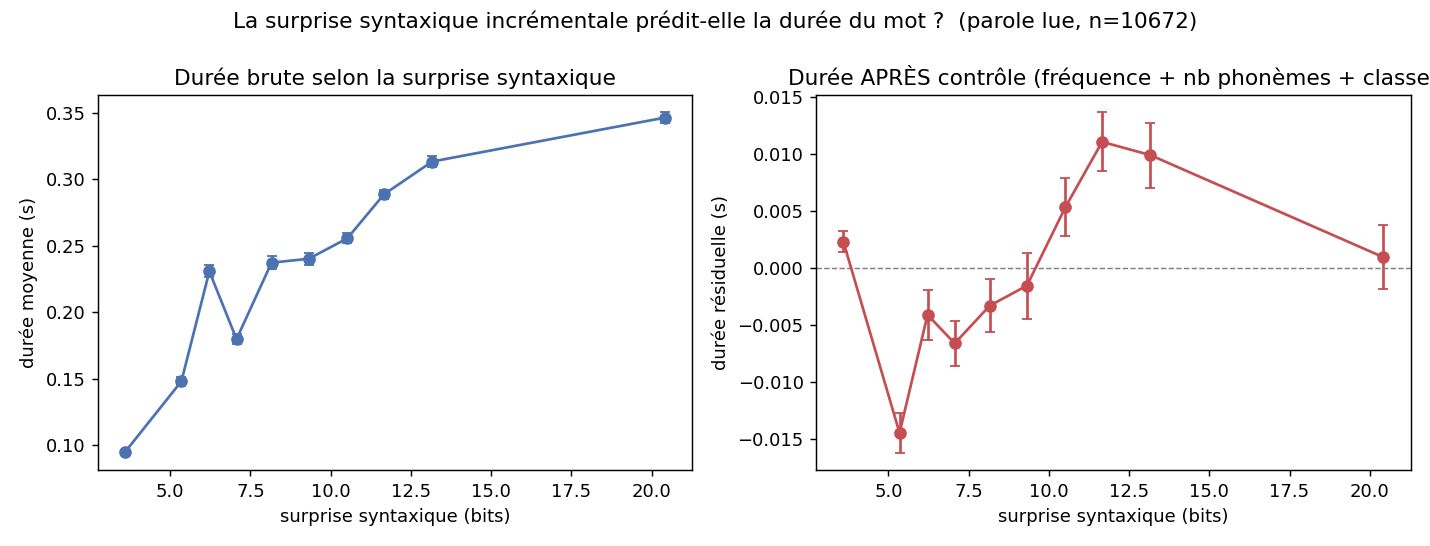 La surprise syntaxique incrémentale prédit-elle la durée du mot ?  (parole lue, n=10672)
Durée brute selon la surprise syntaxique
durée moyenne (s)
0.35
0.30
0.25
0.20
0.15
0.10
5.0 7.5 10.0 12.5 15.0 17.5 20.0
surprise syntaxique (bits)
Durée APRÈS contrôle (fréquence + nb phonèmes + classe
durée résiduelle (s)
0.015
0.010
0.005
0.000
−0.005
−0.010
−0.015
5.0 7.5 10.0 12.5 15.0 17.5 20.0
surprise syntaxique (bits)